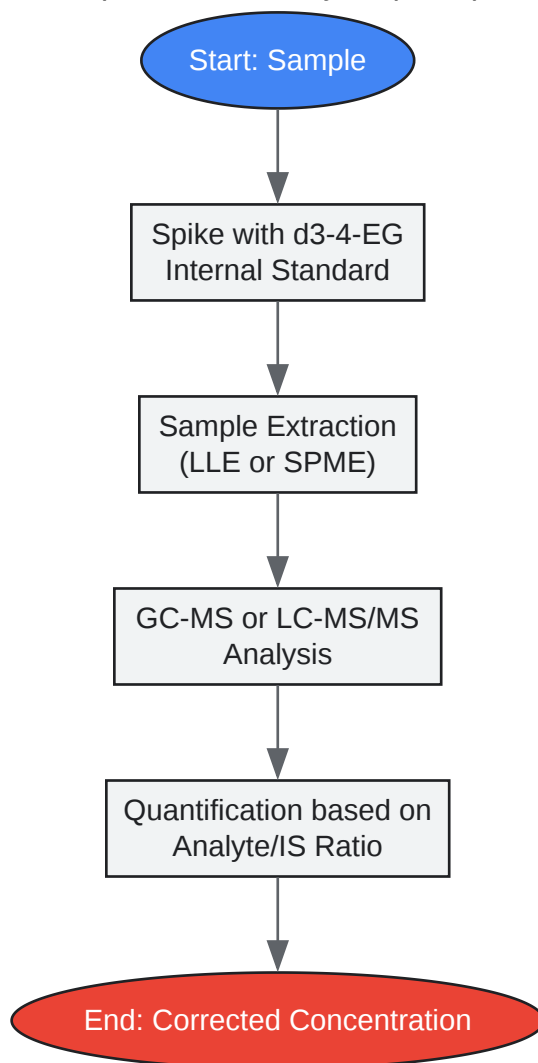 Start: Sample
Spike with d3-4-EG
Internal Standard
Sample Extraction
(LLE or SPME)
GC-MS or LC-MS/MS
Analysis
Quantification based on
Analyte/IS Ratio
End: Corrected Concentration